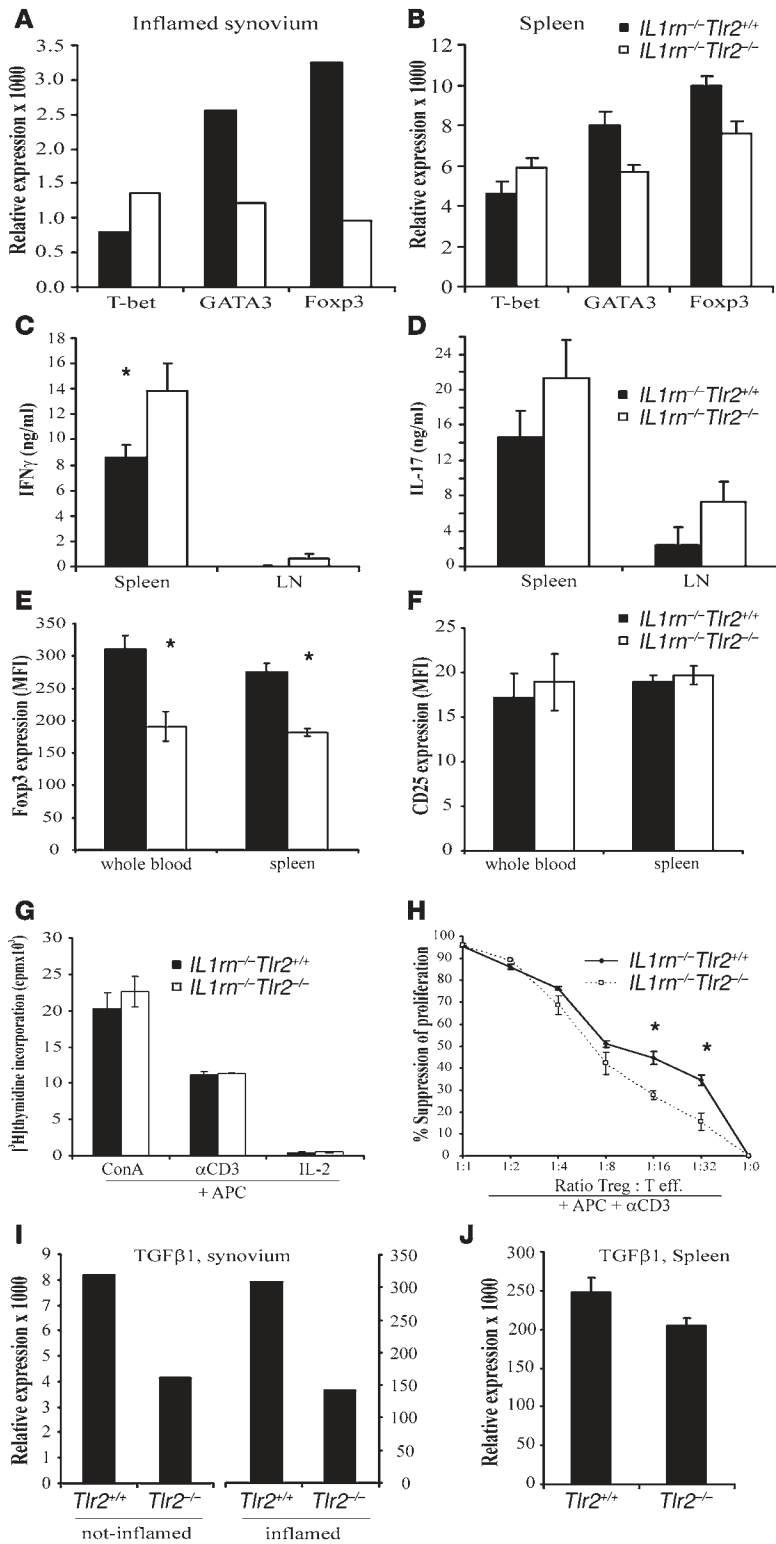 A
Inflamed synovium
Relative expression x 1000
3.5
3.0
2.5
2.0
1.5
1.0
0.5
0.0
T-bet GATA3 Foxp3
B
Spleen
IL1rn–/–Tlr2+/+
IL1rn–/–Tlr2–/–
Relative expression x 1000
12
10
8
6
4
2
0
T-bet GATA3 Foxp3
C
IFNγ (ng/ml)
18
16
14
12
10
8
6
4
2
0
*
Spleen LN
D
IL1rn–/–Tlr2+/+
IL1rn–/–Tlr2–/–
IL-17 (ng/ml)
24
20
16
12
8
4
0
Spleen LN
E
Foxp3 expression (MFI)
350
300
250
200
150
100
50
0
* *
whole blood spleen
F
IL1rn–/–Tlr2+/+
IL1rn–/–Tlr2–/–
CD25 expression (MFI)
25
20
15
10
5
0
whole blood spleen
G
IL1rn–/–Tlr2+/+
IL1rn–/–Tlr2–/–
[³H]thymidine incorporation (cpmx10³)
30
25
20
15
10
5
0
ConA αCD3 IL-2
+ APC
H
IL1rn–/–Tlr2+/+
IL1rn–/–Tlr2–/–
% Suppression of proliferation
100
90
80
70
60
50
40
30
20
10
0
* *
1:1 1:2 1:4 1:8 1:16 1:32 1:0
Ratio Treg : T eff.
+ APC + αCD3
I
TGFβ1, synovium
Relative expression x 1000
9
8
7
6
5
4
3
2
1
0
350
300
250
200
150
100
50
0
Tlr2+/+ Tlr2–/– Tlr2+/+ Tlr2–/–
not-inflamed inflamed
J
TGFβ1, Spleen
Relative expression x 1000
300
250
200
150
100
50
0
Tlr2+/+ Tlr2–/–